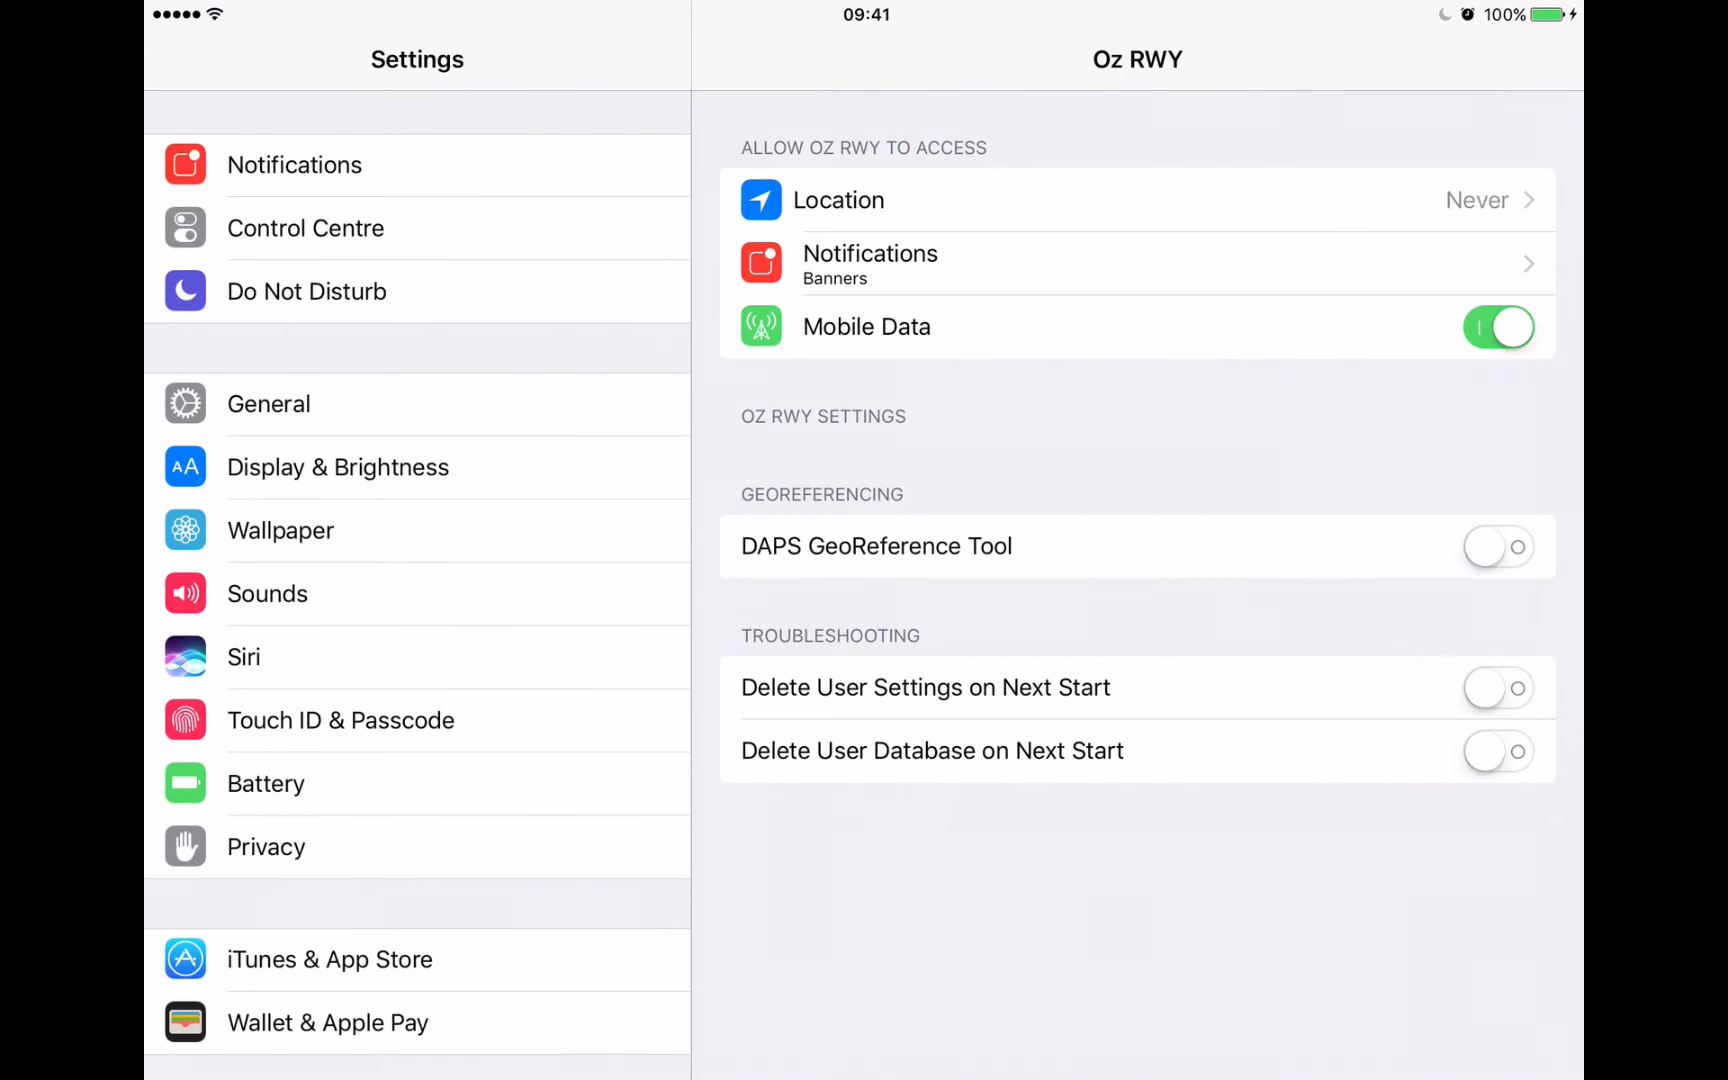 09:41
100%
Settings
Oz RWY
Notifications
Control Centre
Do Not Disturb
General
Display & Brightness
Wallpaper
Sounds
Siri
Touch ID & Passcode
Battery
Privacy
iTunes & App Store
Wallet & Apple Pay
ALLOW OZ RWY TO ACCESS
Location Never
Notifications
Banners
Mobile Data
OZ RWY SETTINGS
GEOREFERENCING
DAPS GeoReference Tool
TROUBLESHOOTING
Delete User Settings on Next Start
Delete User Database on Next Start